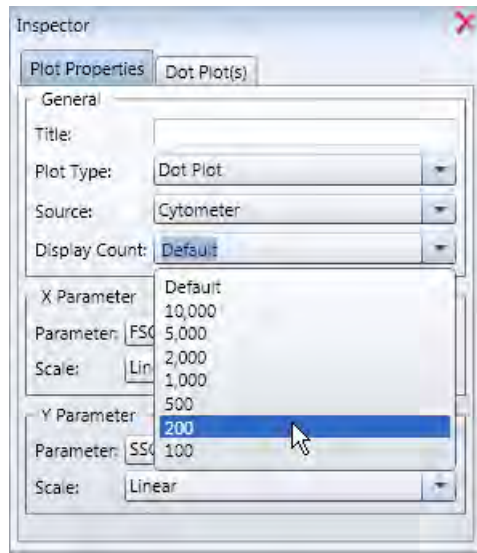 Inspector
Plot Properties Dot Plot(s)
General
Title:
Plot Type: Dot Plot
Source: Cytometer
Display Count: Default
Default
10,000
5,000
2,000
1,000
500
200
100
X Parameter
Parameter: FSC
Scale: Lin
Y Parameter
Parameter: SSC
Scale: Linear